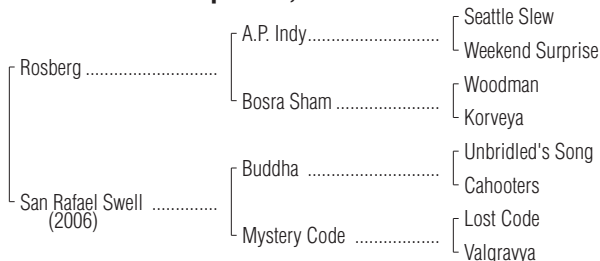 Seattle Slew
A.P. Indy........................
Weekend Surprise
Rosberg ........................
Woodman
Bosra Sham ...................
Korveya
Unbridled's Song
Buddha ........................
Cahooters
San Rafael Swell ............
(2006)
Lost Code
Mystery Code ................
Valgravya